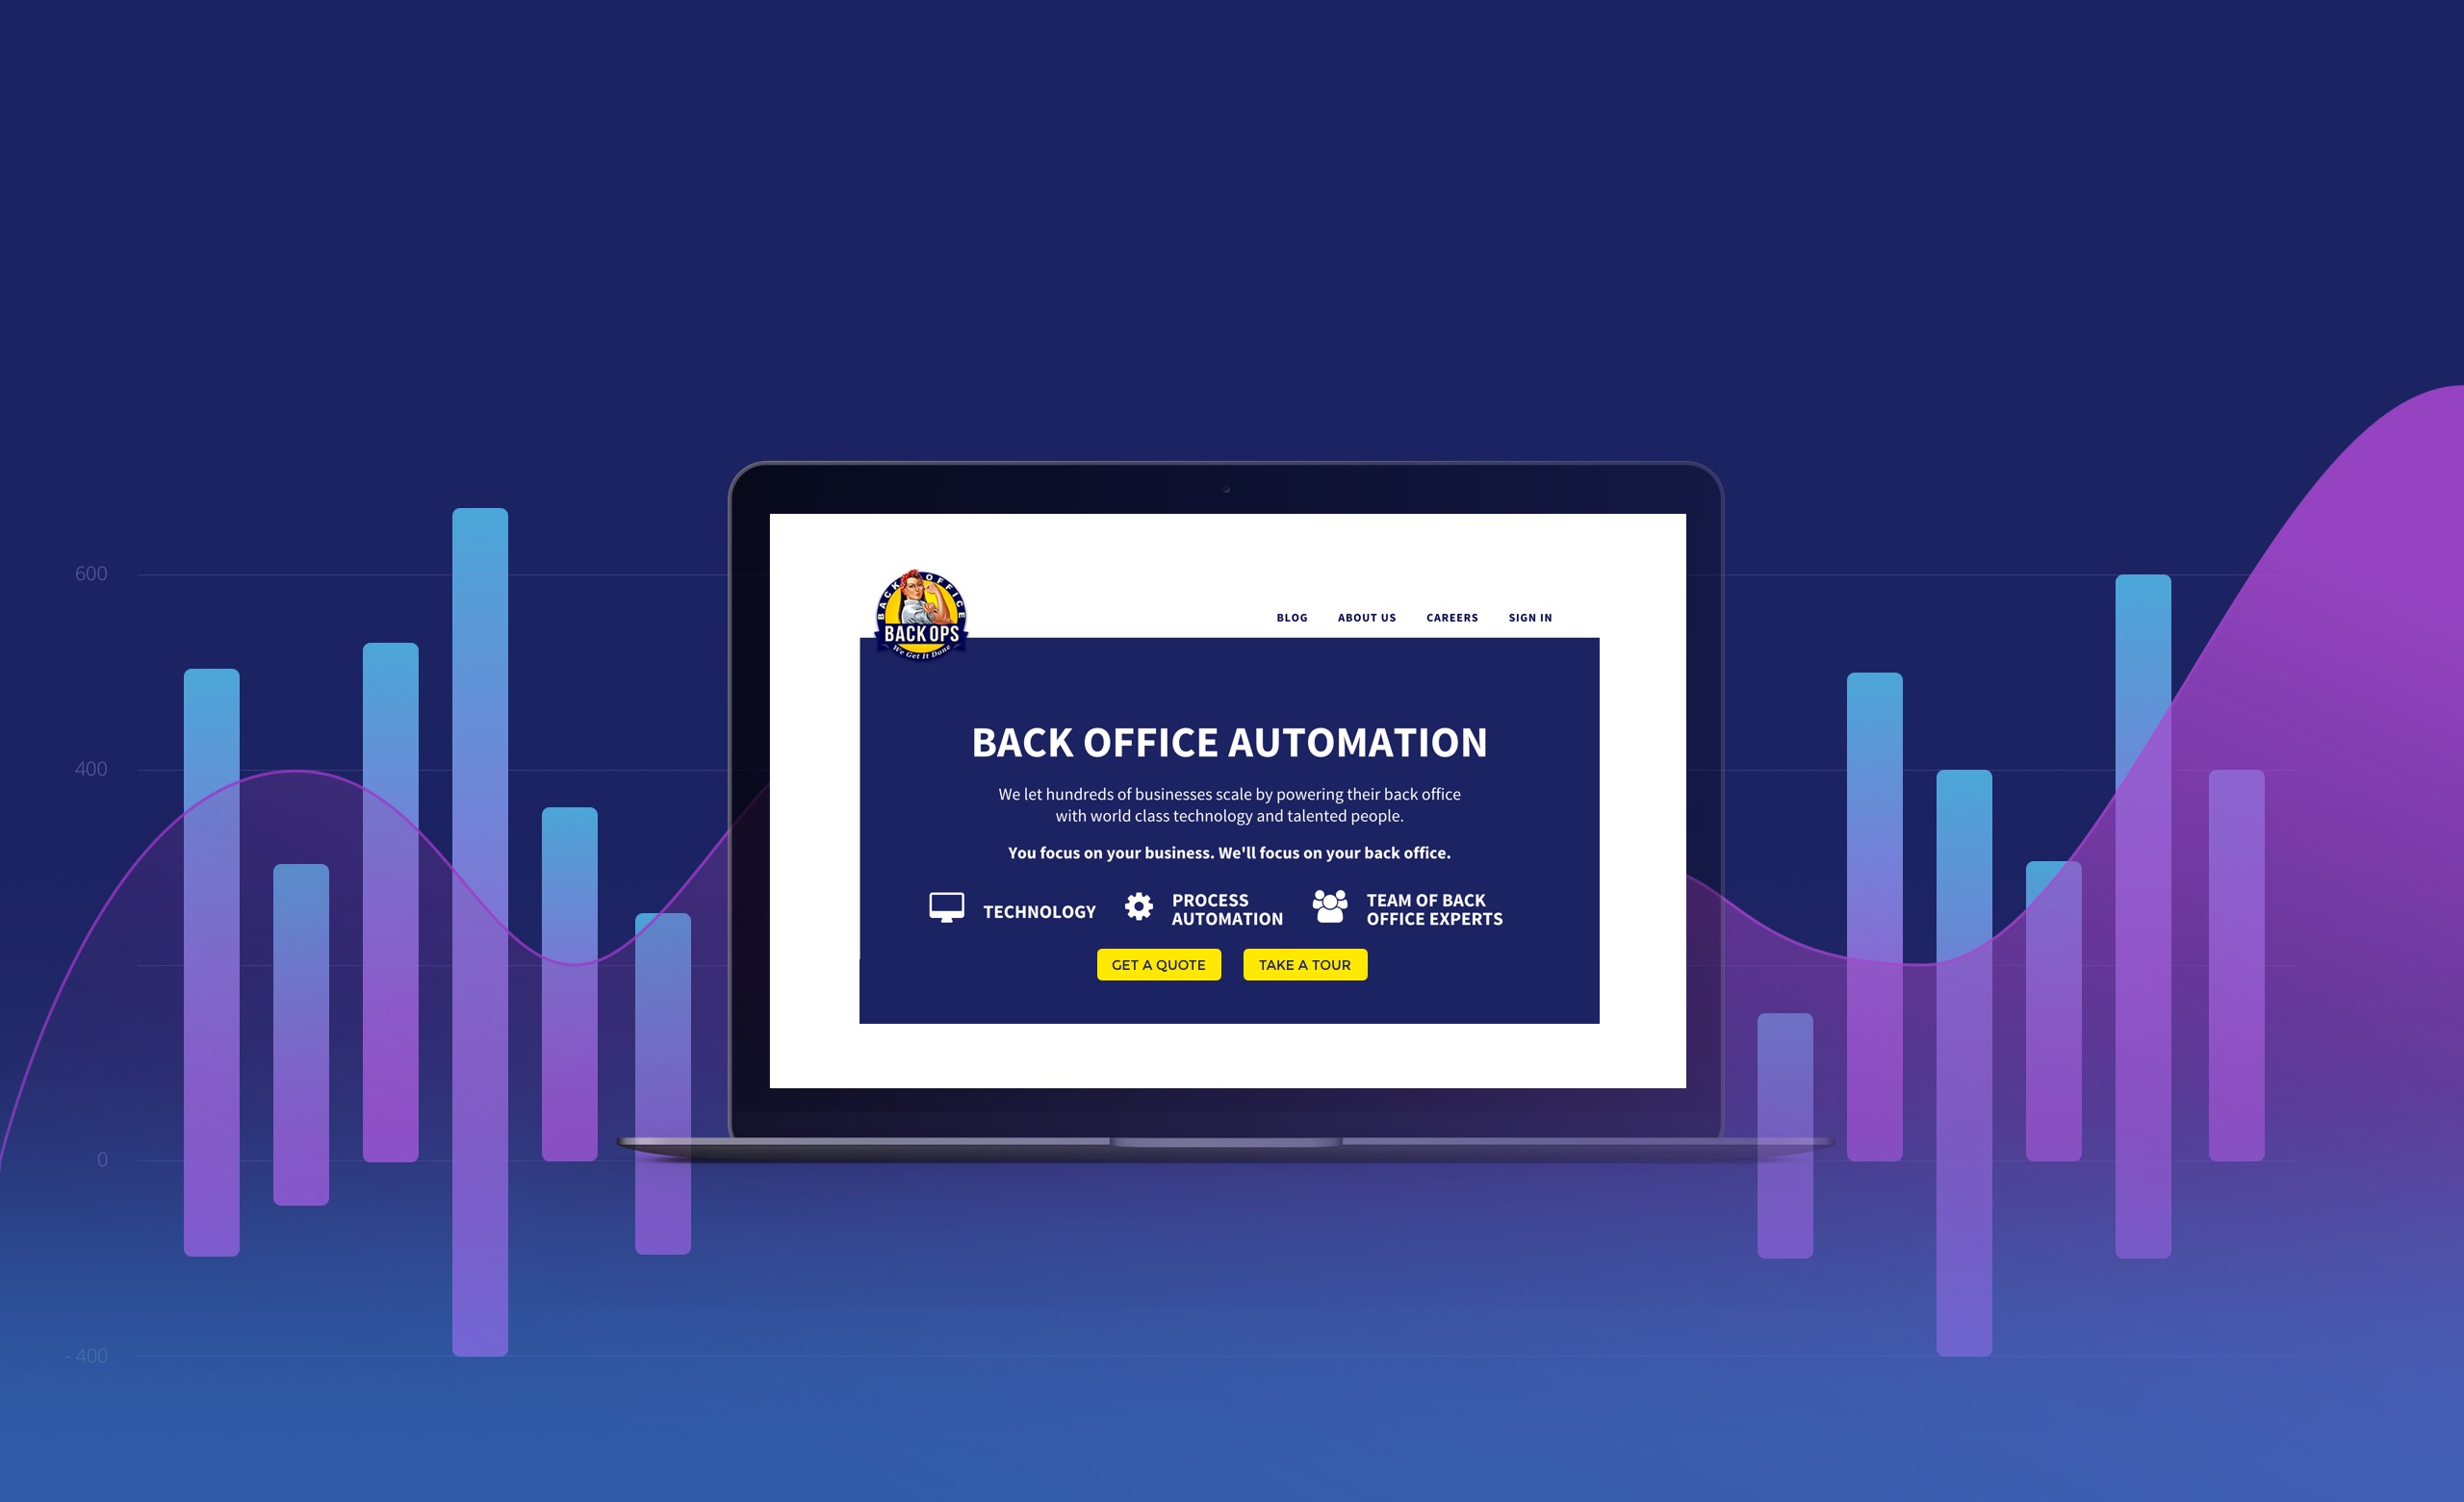 600
400
0
- 400
BACK OFFICE
BACK OPS
We Get It Done
BLOG ABOUT US CAREERS SIGN IN
BACK OFFICE AUTOMATION
We let hundreds of businesses scale by powering their back office
with world class technology and talented people.
You focus on your business. We'll focus on your back office.
TECHNOLOGY
PROCESS
AUTOMATION
TEAM OF BACK
OFFICE EXPERTS
GET A QUOTE TAKE A TOUR